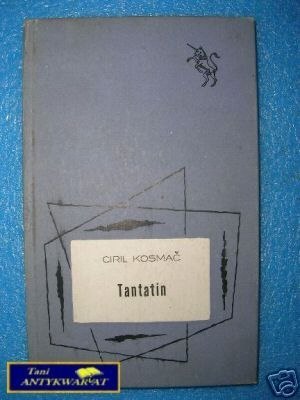 CIRIL KOSMAČ
Tantatin
Tani
ANTYKWARIAT